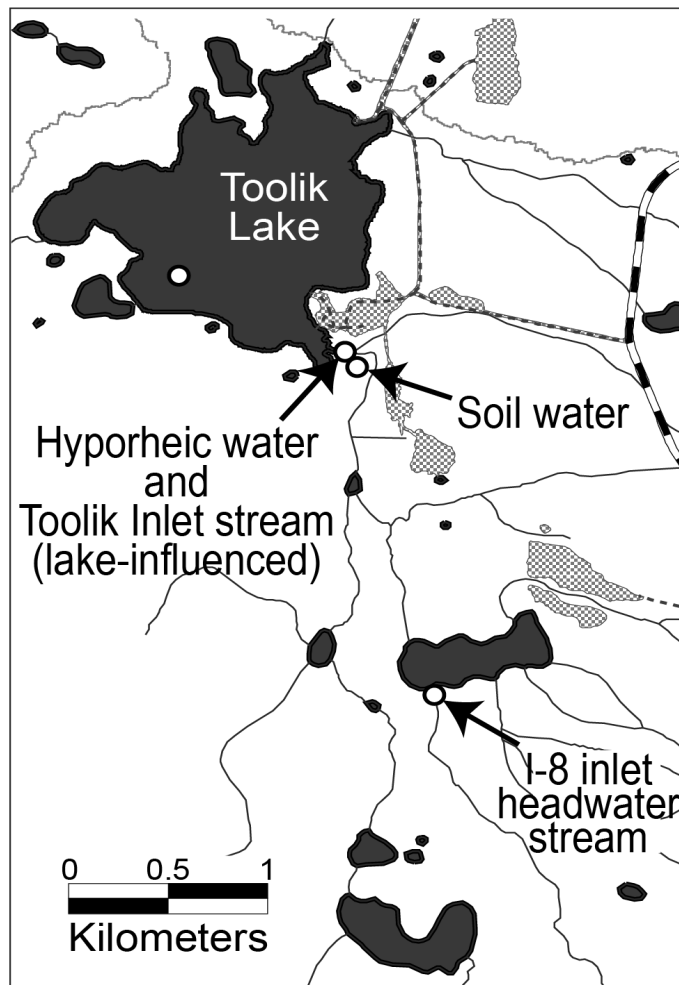 Toolik
Lake
Soil water
Hyporheic water
and
Toolik Inlet stream
(lake-influenced)
I-8 inlet
headwater
stream
0 0.5 1
Kilometers